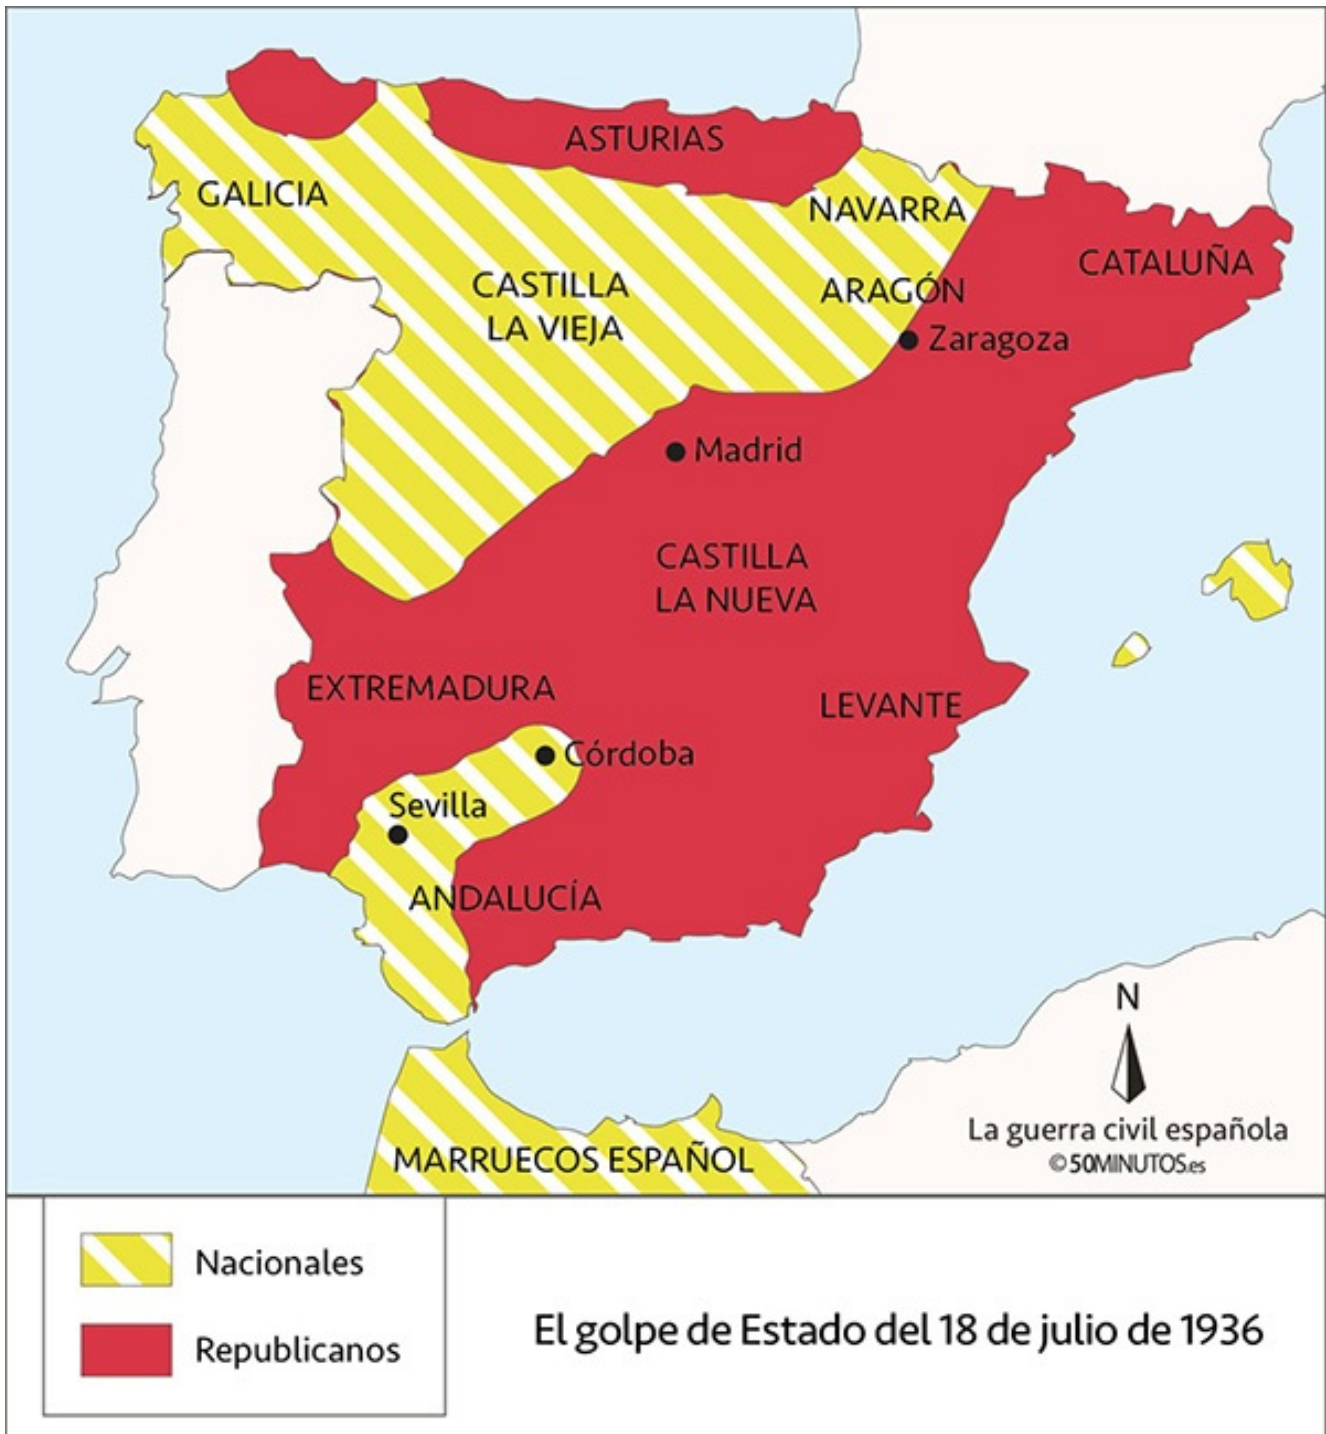 ASTURIAS
GALICIA
NAVARRA
CATALUÑA
CASTILLA
LA VIEJA
ARAGÓN
Zaragoza
Madrid
CASTILLA
LA NUEVA
EXTREMADURA
LEVANTE
Córdoba
Sevilla
ANDALUCÍA
N
La guerra civil española
©50MINUTOS.es
MARRUECOS ESPAÑOL
Nacionales
Republicanos
El golpe de Estado del 18 de julio de 1936